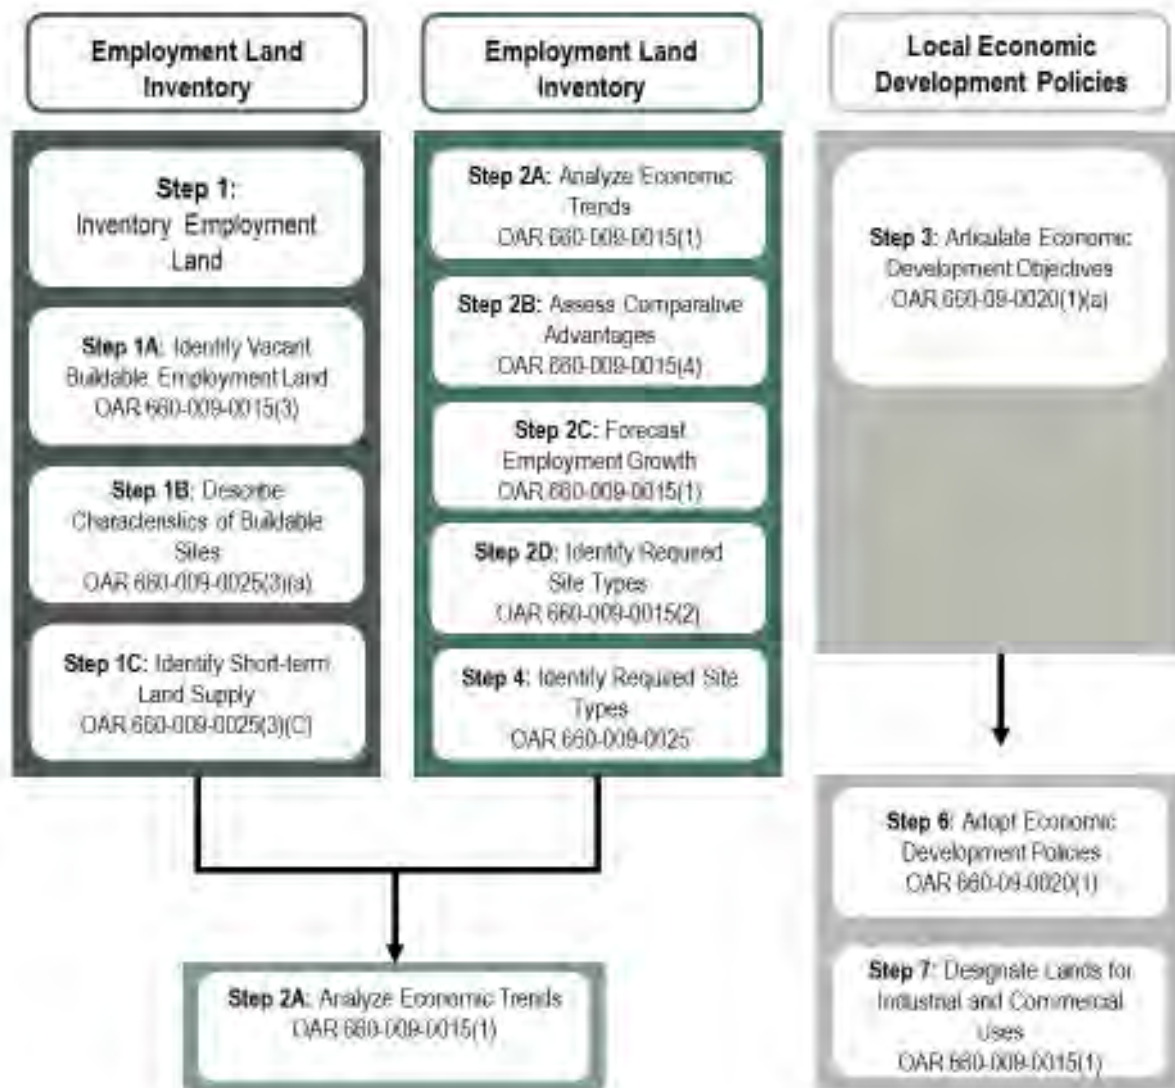 Employment Land
Inventory
Step 1:
Inventory Employment
Land
Step 1A: Identify Vacant
Buildable Employment Land
OAR 660-009-0015(3)
Step 1B: Describe
Characteristics of Buildable
Sites
OAR 660-009-0025(3)(a)
Step 1C: Identify Short-term
Land Supply
OAR 660-009-0025(3)(C)
Employment Land
Inventory
Step 2A: Analyze Economic
Trends
OAR 660-009-0015(1)
Step 2B: Assess Comparative
Advantages
OAR 660-009-0015(4)
Step 2C: Forecast
Employment Growth
OAR 660-009-0015(1)
Step 2D: Identify Required
Site Types
OAR 660-009-0015(2)
Step 4: Identify Required Site
Types
OAR 660-009-0025
Step 2A: Analyze Economic Trends
OAR 660-009-0015(1)
Local Economic
Development Policies
Step 3: Articulate Economic
Development Objectives
OAR 660-09-0020(1)(a)
Step 6: Adopt Economic
Development Policies
OAR 660-09-0020(1)
Step 7: Designate Lands for
Industrial and Commercial
Uses
OAR 660-009-0015(1)